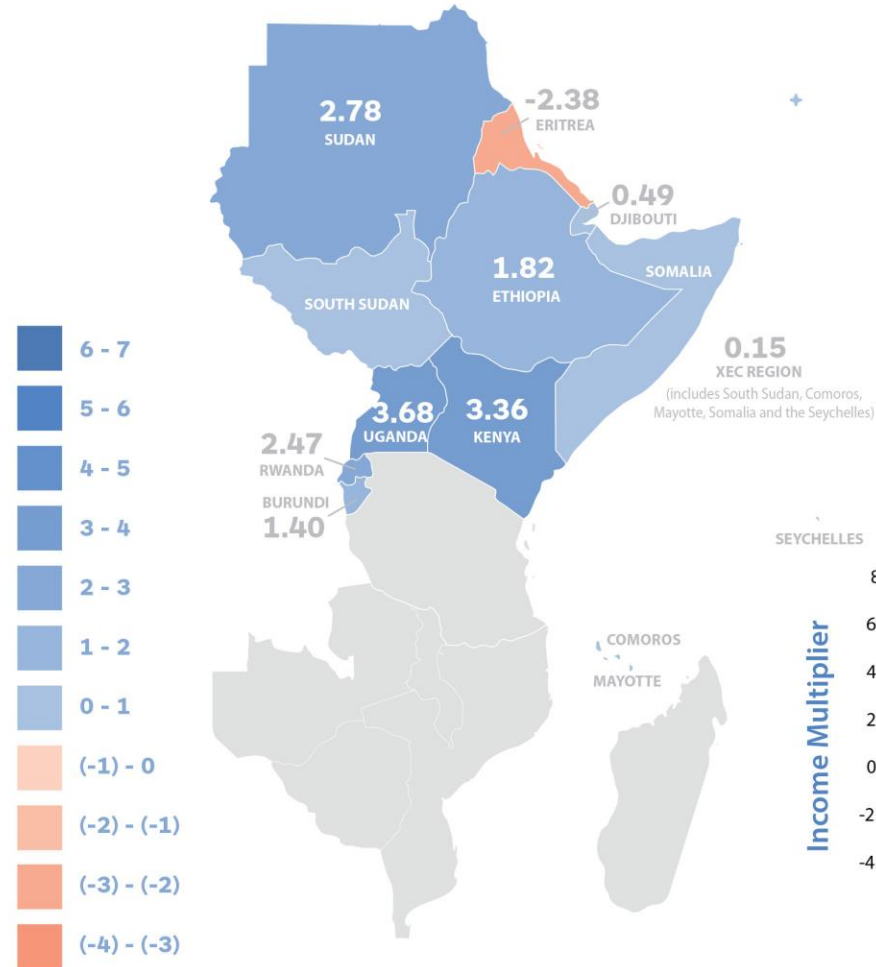 2.78
SUDAN
-2.38
ERITREA
0.49
DJIBOUTI
1.82
ETHIOPIA
SOMALIA
SOUTH SUDAN
0.15
XEC REGION
(includes South Sudan, Comoros,
Mayotte, Somalia and the Seychelles)
3.68
UGANDA
3.36
KENYA
2.47
RWANDA
BURUNDI
1.40
6 - 7
5 - 6
4 - 5
3 - 4
2 - 3
1 - 2
0 - 1
(-1) - 0
(-2) - (-1)
(-3) - (-2)
(-4) - (-3)
SEYCHELLES
COMOROS
MAYOTTE
Income Multiplier
8
6
4
2
0
-2
-4